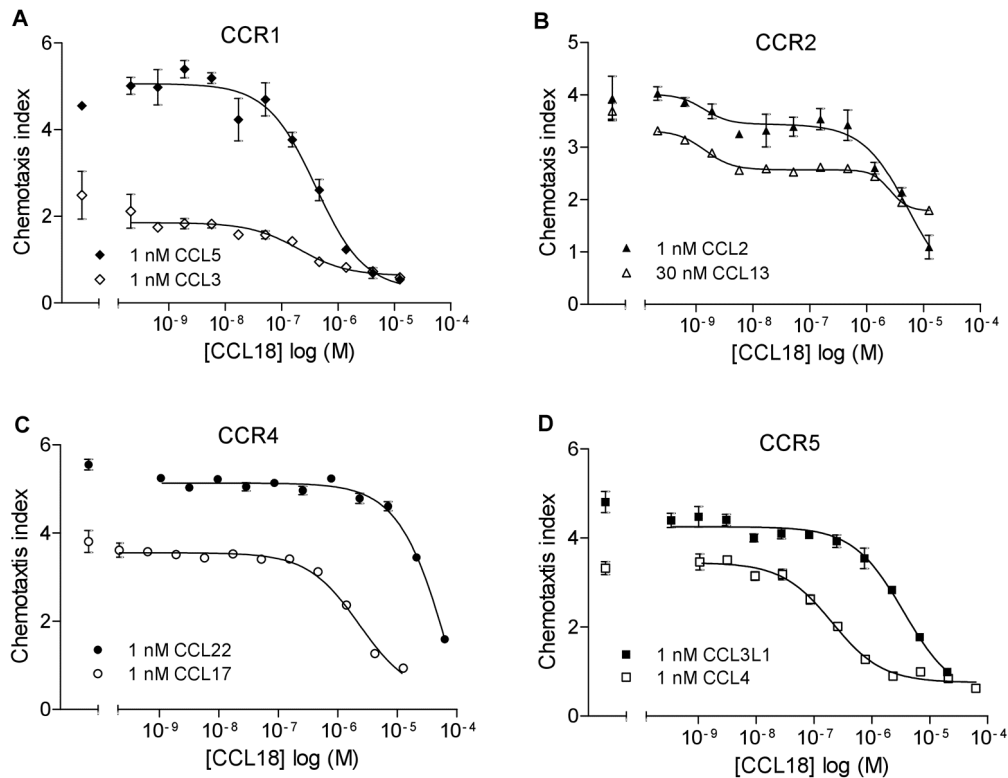 A
CCR1
6
4
2
0
Chemotaxis index
1 nM CCL5
1 nM CCL3
10⁻⁹ 10⁻⁸ 10⁻⁷ 10⁻⁶ 10⁻⁵ 10⁻⁴
[CCL18] log (M)
B
CCR2
5
4
3
2
1
0
Chemotaxis index
1 nM CCL2
30 nM CCL13
10⁻⁹ 10⁻⁸ 10⁻⁷ 10⁻⁶ 10⁻⁵ 10⁻⁴
[CCL18] log (M)
C
CCR4
6
4
2
0
Chemotaxis index
1 nM CCL22
1 nM CCL17
10⁻⁹ 10⁻⁸ 10⁻⁷ 10⁻⁶ 10⁻⁵ 10⁻⁴
[CCL18] log (M)
D
CCR5
6
4
2
0
Chemotaxtis index
1 nM CCL3L1
1 nM CCL4
10⁻⁹ 10⁻⁸ 10⁻⁷ 10⁻⁶ 10⁻⁵ 10⁻⁴
[CCL18] log (M)